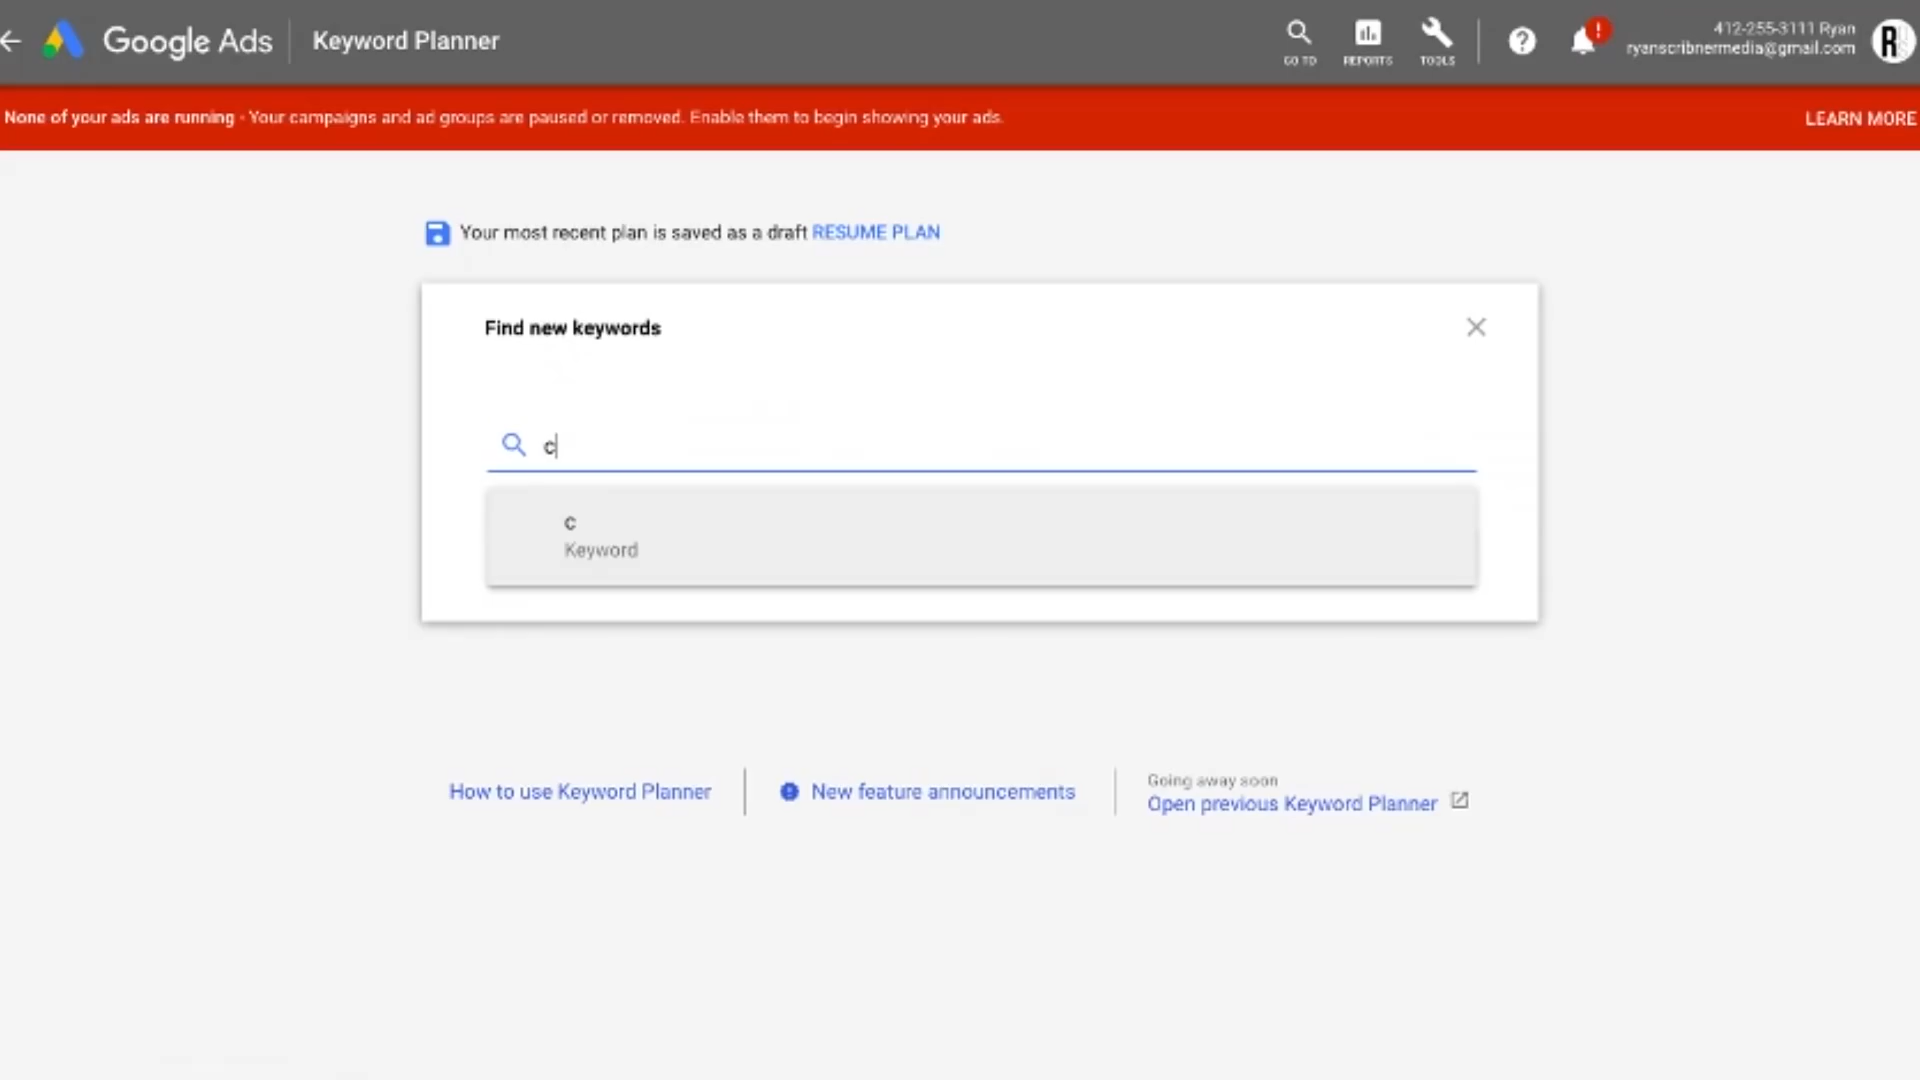 Google Ads
Keyword Planner
GO TO
REPORTS
TOOLS
?
!
412-255-3111 Ryan
ryanscribnermedia@gmail.com
None of your ads are running - Your campaigns and ad groups are paused or removed. Enable them to begin showing your ads.
LEARN MORE
Your most recent plan is saved as a draft RESUME PLAN
Find new keywords
c
c
Keyword
How to use Keyword Planner
New feature announcements
Going away soon
Open previous Keyword Planner